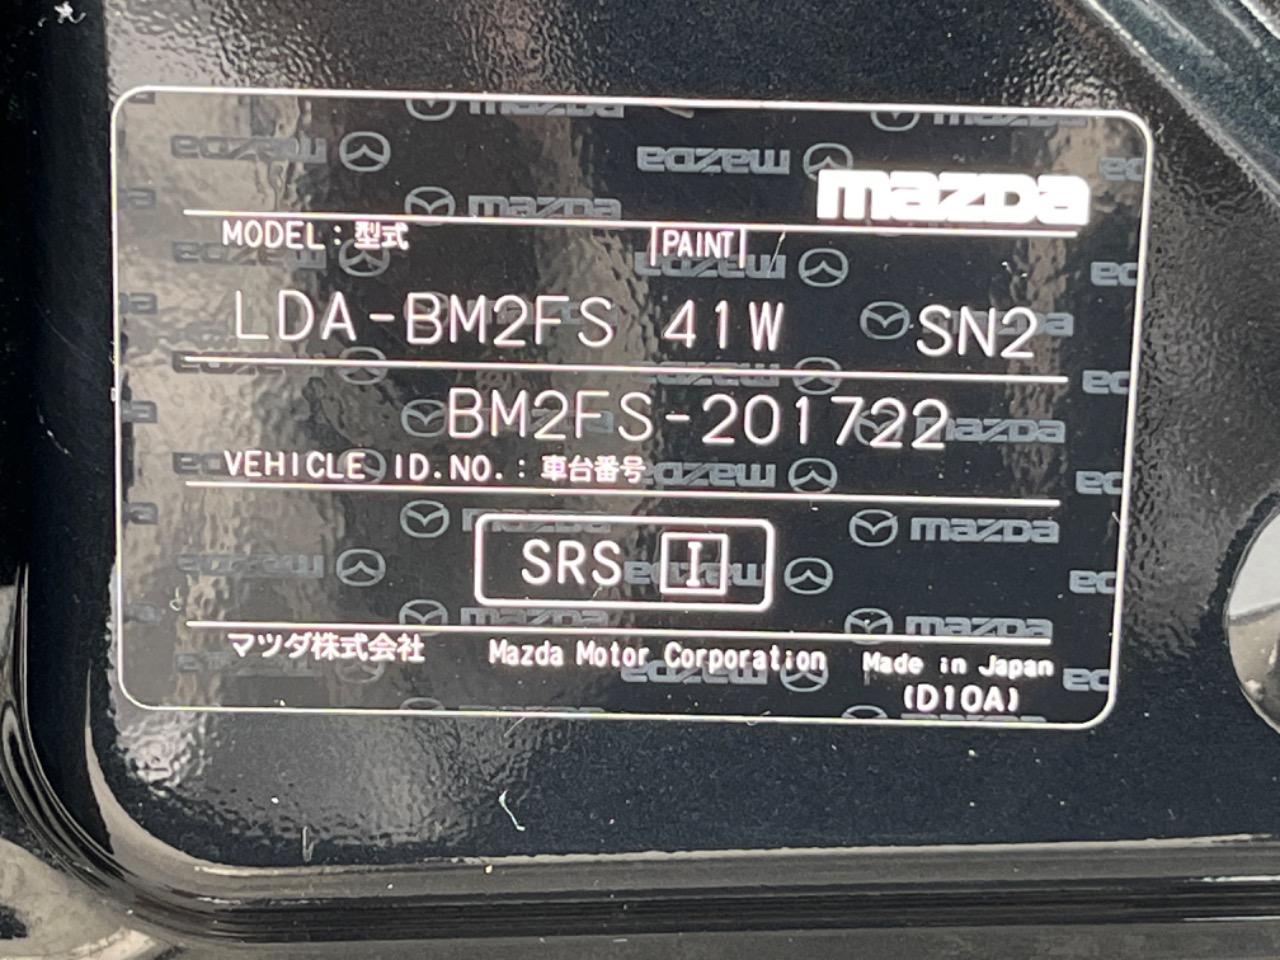 mazda
MODEL:型式 PAINT
LDA-BM2FS 41W SN2
BM2FS-201722
VEHICLE ID.NO.:車台番号
SRS I
マツダ株式会社 Mazda Motor Corporation Made in Japan
(D10A)